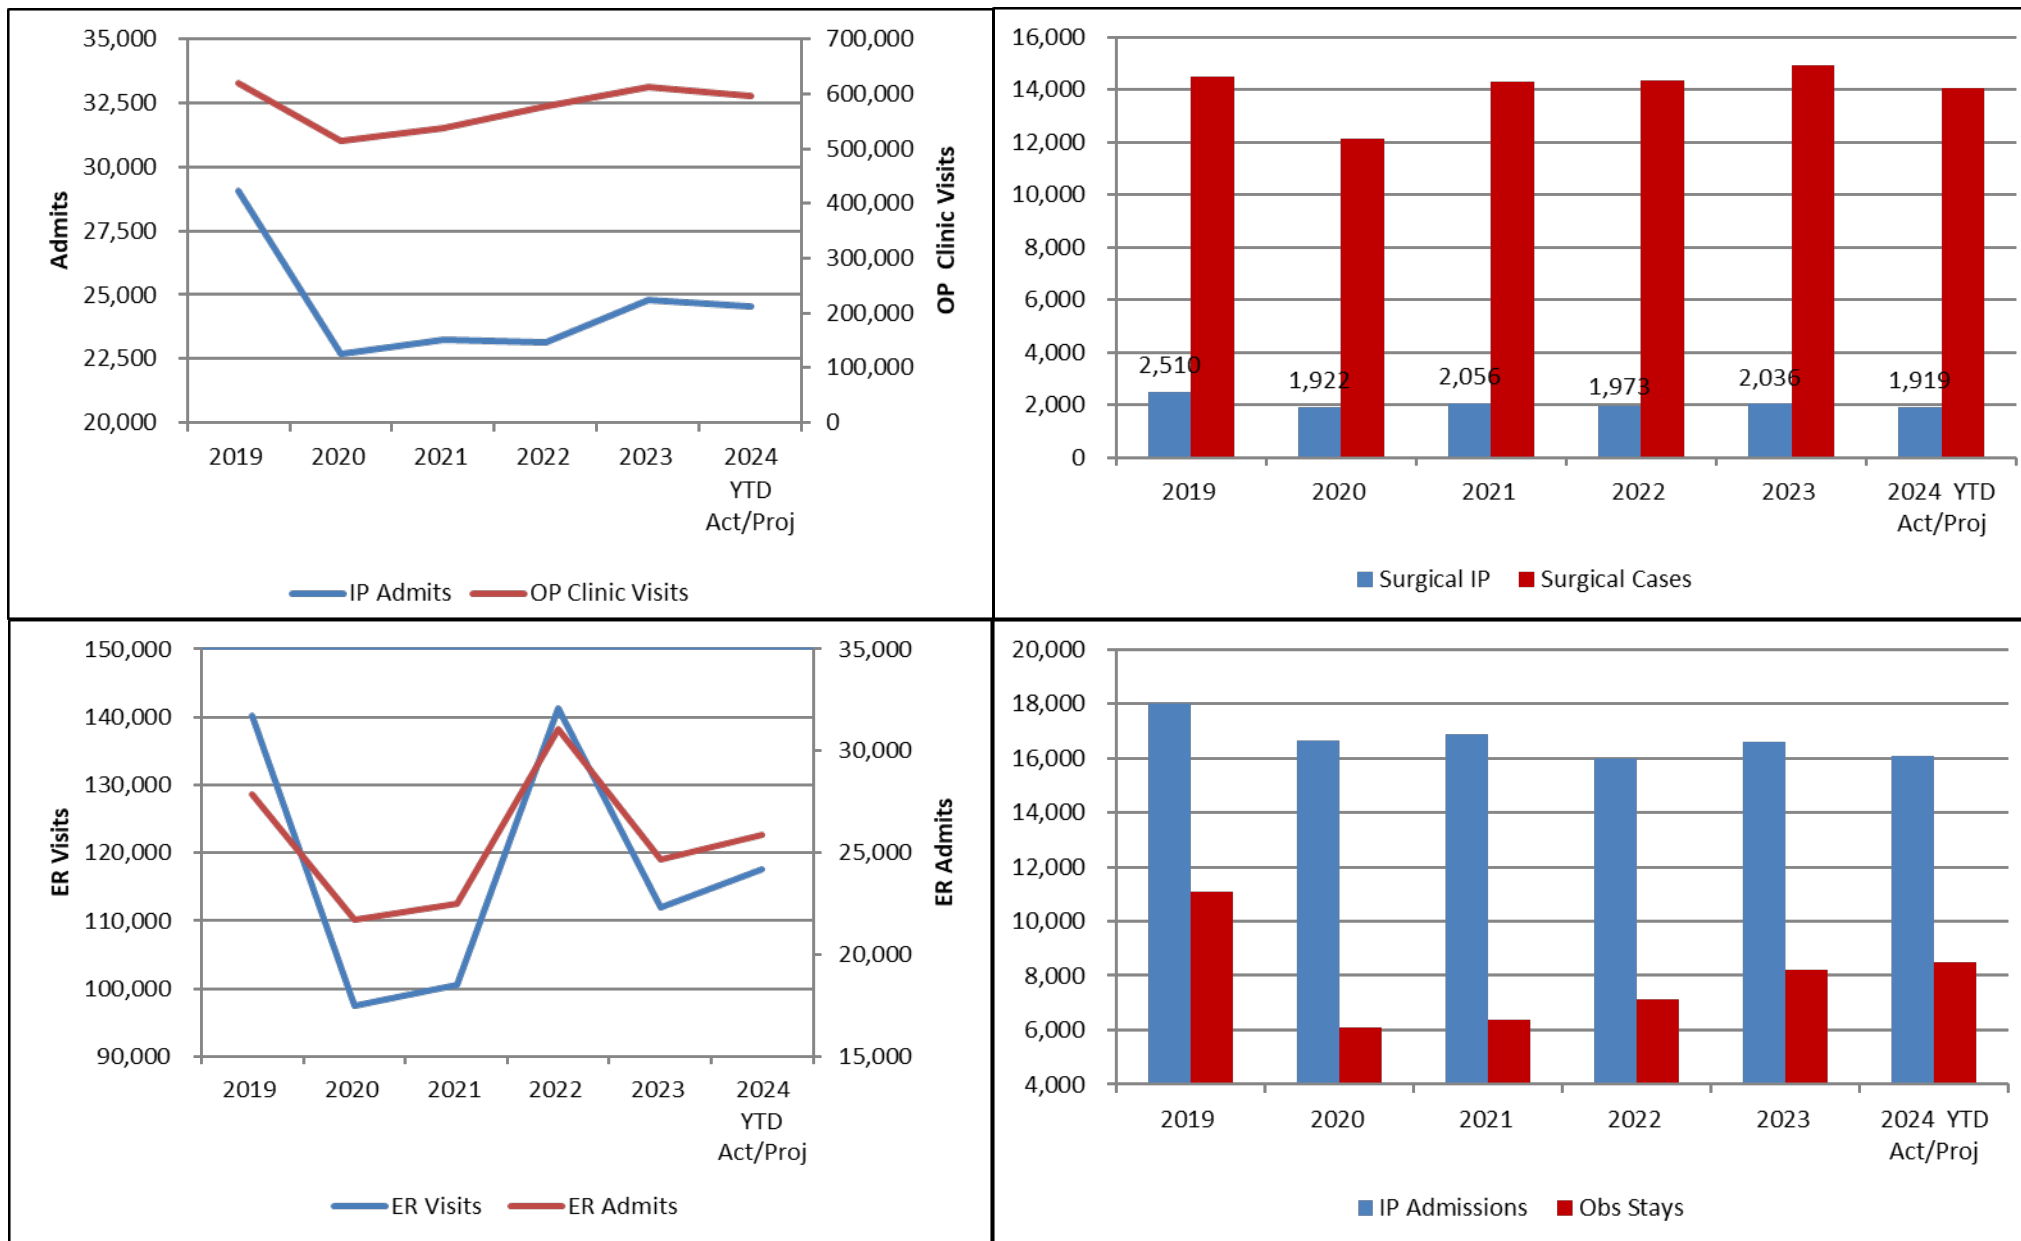 35,000
32,500
30,000
27,500
25,000
22,500
20,000
Admits
700,000
600,000
500,000
400,000
300,000
200,000
100,000
0
OP Clinic Visits
2019 2020 2021 2022 2023 2024
YTD
Act/Proj
IP Admits OP Clinic Visits
16,000
14,000
12,000
10,000
8,000
6,000
4,000
2,000
0
2,510 1,922 2,056 1,973 2,036 1,919
2019 2020 2021 2022 2023 2024 YTD
Act/Proj
Surgical IP Surgical Cases
150,000
140,000
130,000
120,000
110,000
100,000
90,000
ER Visits
35,000
30,000
25,000
20,000
15,000
ER Admits
2019 2020 2021 2022 2023 2024
YTD
Act/Proj
ER Visits ER Admits
20,000
18,000
16,000
14,000
12,000
10,000
8,000
6,000
4,000
2019 2020 2021 2022 2023 2024 YTD
Act/Proj
IP Admissions Obs Stays